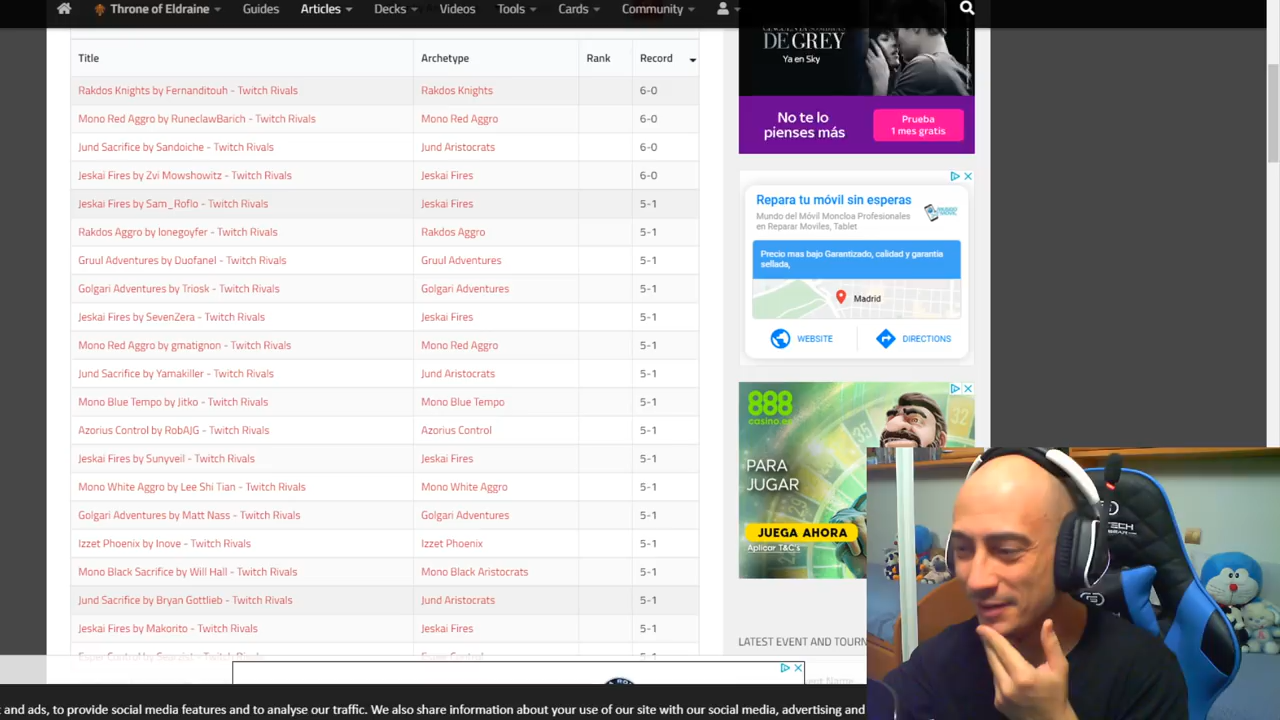 Throne of Eldraine Guides Articles Decks Videos Tools Cards Community
Title Archetype Rank Record
Rakdos Knights by Fernanditouh - Twitch Rivals Rakdos Knights 6-0
Mono Red Aggro by RuneclawBarich - Twitch Rivals Mono Red Aggro 6-0
Jund Sacrifice by Sandoiche - Twitch Rivals Jund Aristocrats 6-0
Jeskai Fires by Zvi Mowshowitz - Twitch Rivals Jeskai Fires 6-0
Jeskai Fires by Sam_Roflo - Twitch Rivals Jeskai Fires 5-1
Rakdos Aggro by lonegoyfer - Twitch Rivals Rakdos Aggro 5-1
Gruul Adventures by Duofanel - Twitch Rivals Gruul Adventures 5-1
Golgari Adventures by Triosk - Twitch Rivals Golgari Adventures 5-1
Jeskai Fires by SevenZera - Twitch Rivals Jeskai Fires 5-1
Mono Red Aggro by gmatignon - Twitch Rivals Mono Red Aggro 5-1
Jund Sacrifice by Yamakiller - Twitch Rivals Jund Aristocrats 5-1
Mono Blue Tempo by Jitko - Twitch Rivals Mono Blue Tempo 5-1
Azorius Control by RobAJG - Twitch Rivals Azorius Control 5-1
Jeskai Fires by Sunyveil - Twitch Rivals Jeskai Fires 5-1
Mono White Aggro by Lee Shi Tian - Twitch Rivals Mono White Aggro 5-1
Golgari Adventures by Matt Nass - Twitch Rivals Golgari Adventures 5-1
Izzet Phoenix by Inove - Twitch Rivals Izzet Phoenix 5-1
Mono Black Sacrifice by Will Hall - Twitch Rivals Mono Black Aristocrats 5-1
Jund Sacrifice by Bryan Gottlieb - Twitch Rivals Jund Aristocrats 5-1
Jeskai Fires by Makorito - Twitch Rivals Jeskai Fires 5-1
Esper Control by - Twitch Rivals Esper Control 5-1
DE GREY
Ya en Sky
No te lo
pienses más
Prueba
1 mes gratis
Repara tu móvil sin esperas
Mundo del Móvil Moncloa Profesionales
en Reparar Moviles, Tablet
Precio mas bajo Garantizado, calidad y garantia
sellada,
Madrid
WEBSITE DIRECTIONS
888
casino.es
PARA
JUGAR
JUEGA AHORA
Aplicar T&C's
LATEST EVENT AND TOURN
ent Name
and ads, to provide social media features and to analyse our traffic. We also share information about your use of our site with our social media, advertising and